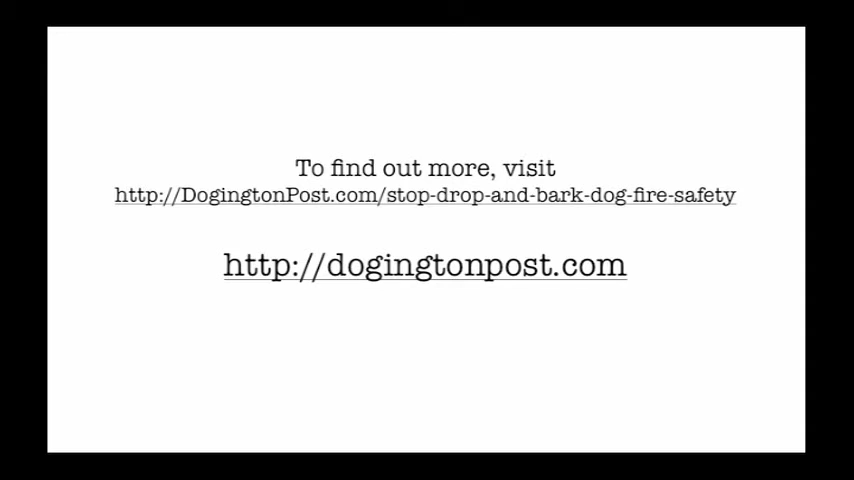 To find out more, visit
http://DogingtonPost.com/stop-drop-and-bark-dog-fire-safety
http://dogingtonpost.com